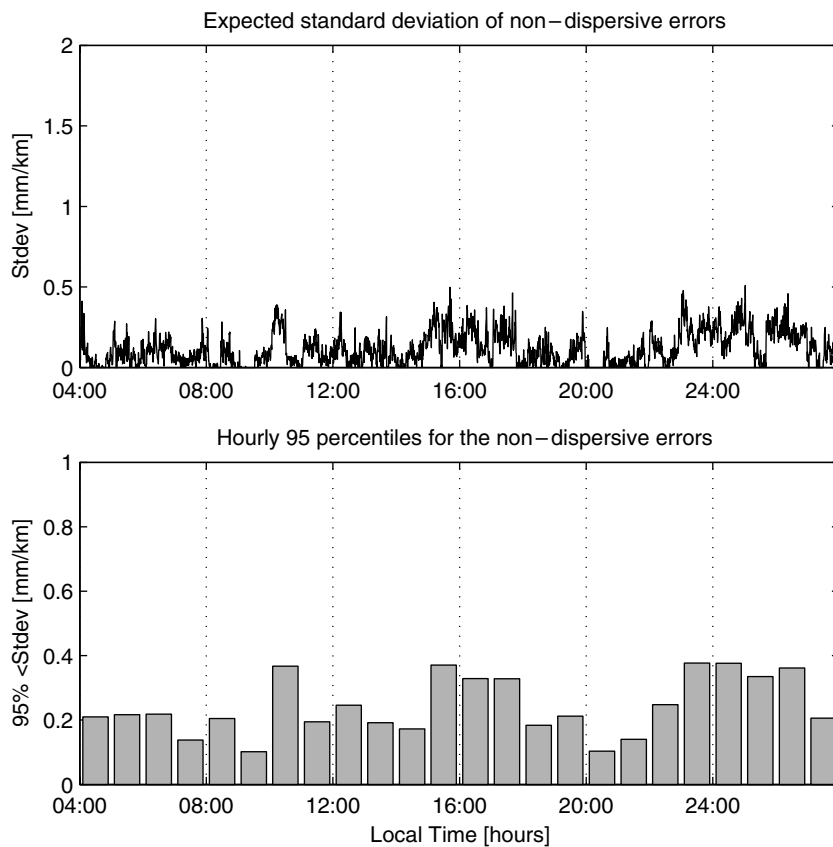 Expected standard deviation of non-dispersive errors
2
1.5
1
0.5
0
Stdev [mm/km]
04:00 08:00 12:00 16:00 20:00 24:00
Hourly 95 percentiles for the non-dispersive errors
1
0.8
0.6
0.4
0.2
0
95% <Stdev [mm/km]
04:00 08:00 12:00 16:00 20:00 24:00
Local Time [hours]